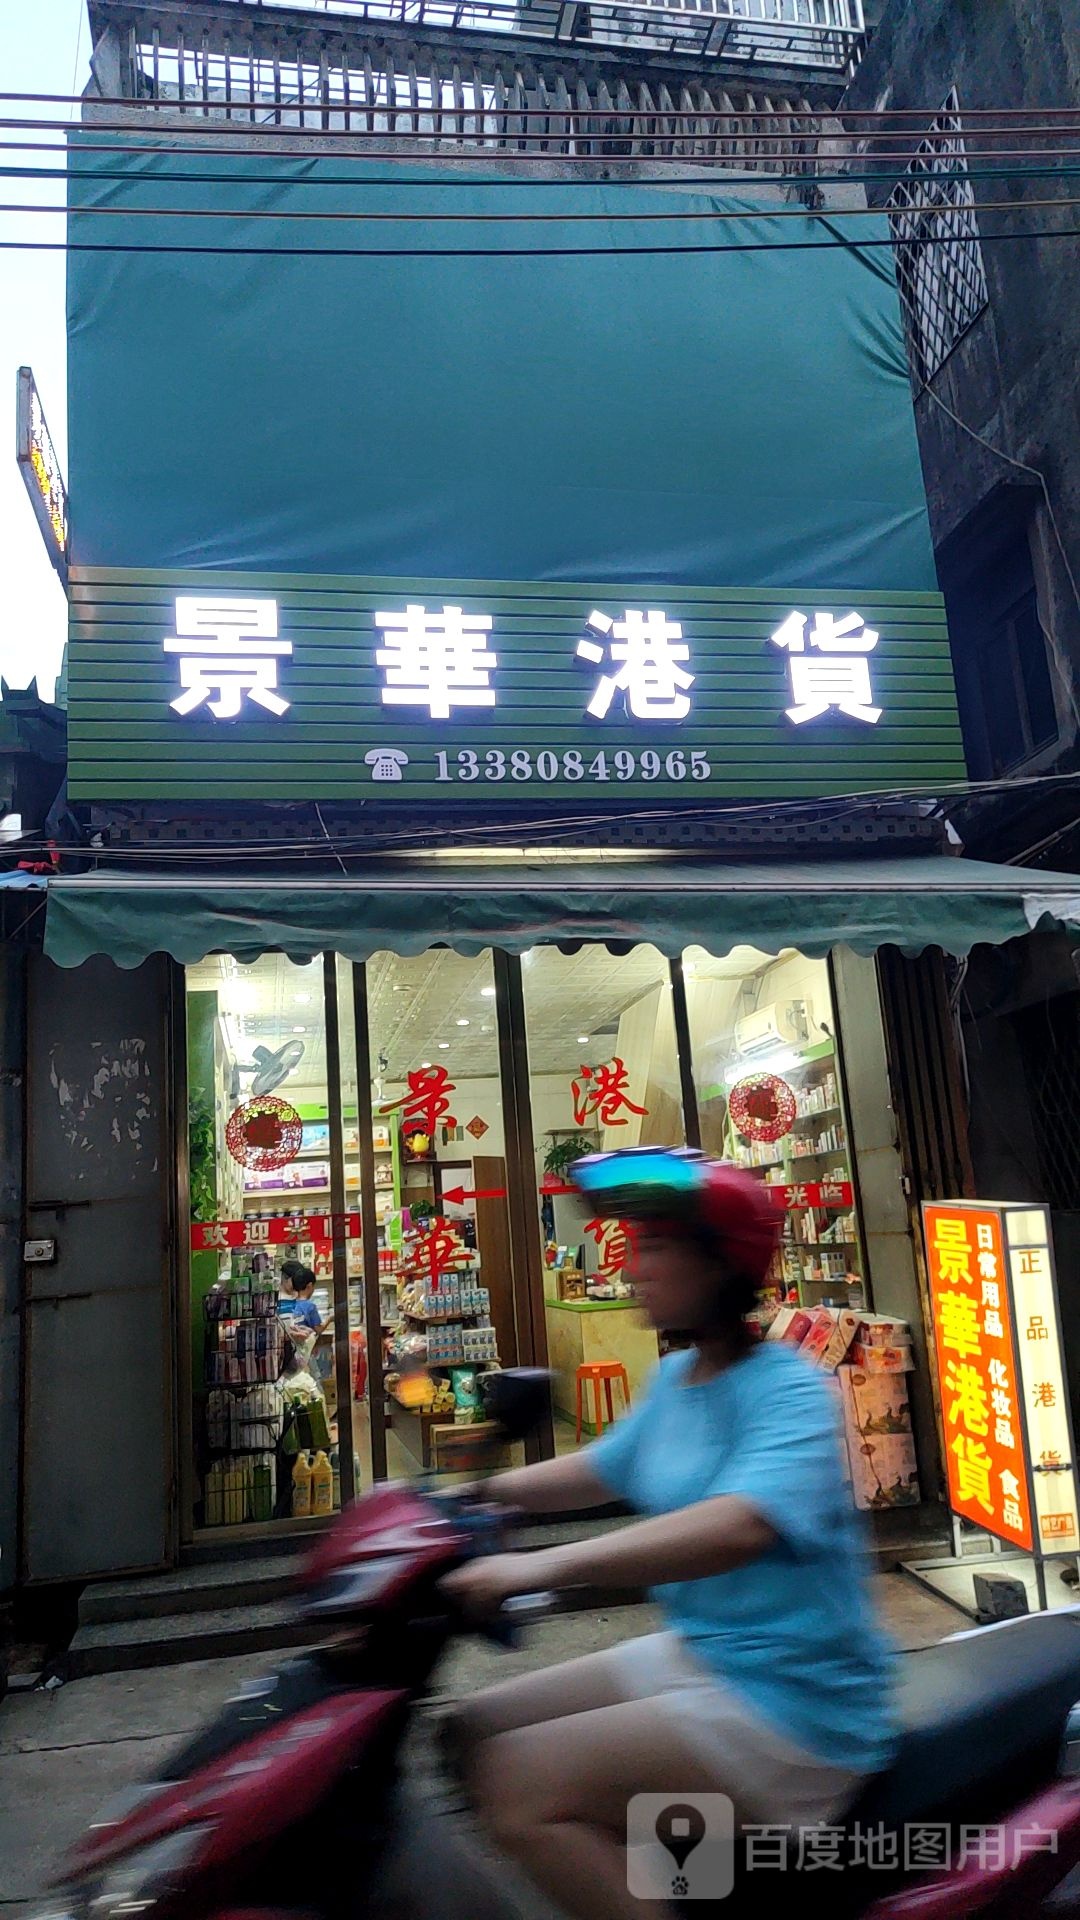 景華港貨
13380849965
景 港
華 貨
欢迎光临
光临
景華港貨
日常用品 化妆品 食品
正品港货
百度地图用户